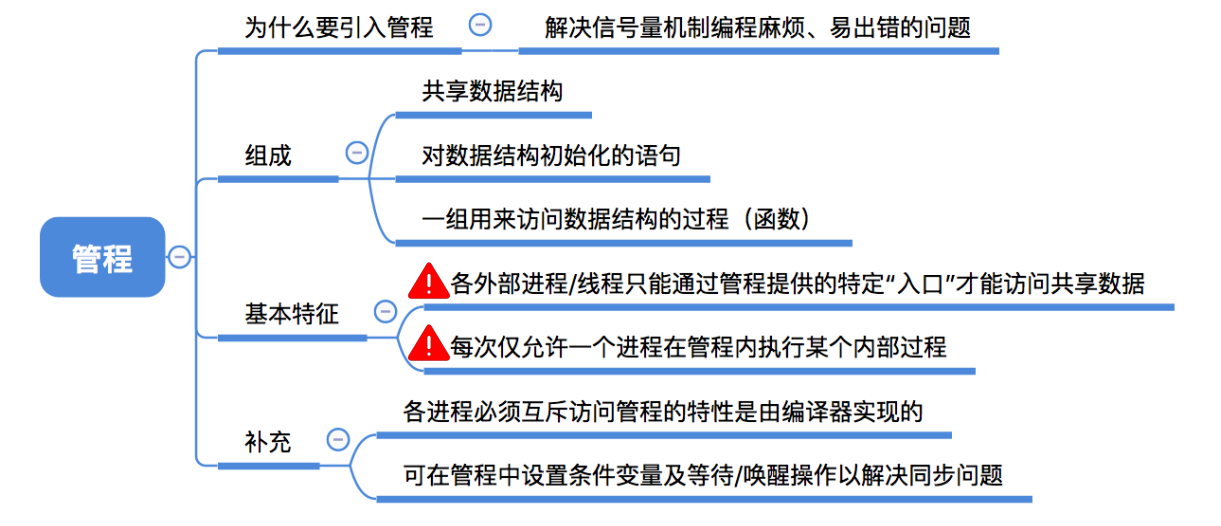 管程
为什么要引入管程
解决信号量机制编程麻烦、易出错的问题
组成
共享数据结构
对数据结构初始化的语句
一组用来访问数据结构的过程（函数）
基本特征
各外部进程/线程只能通过管程提供的特定“入口”才能访问共享数据
每次仅允许一个进程在管程内执行某个内部过程
补充
各进程必须互斥访问管程的特性是由编译器实现的
可在管程中设置条件变量及等待/唤醒操作以解决同步问题